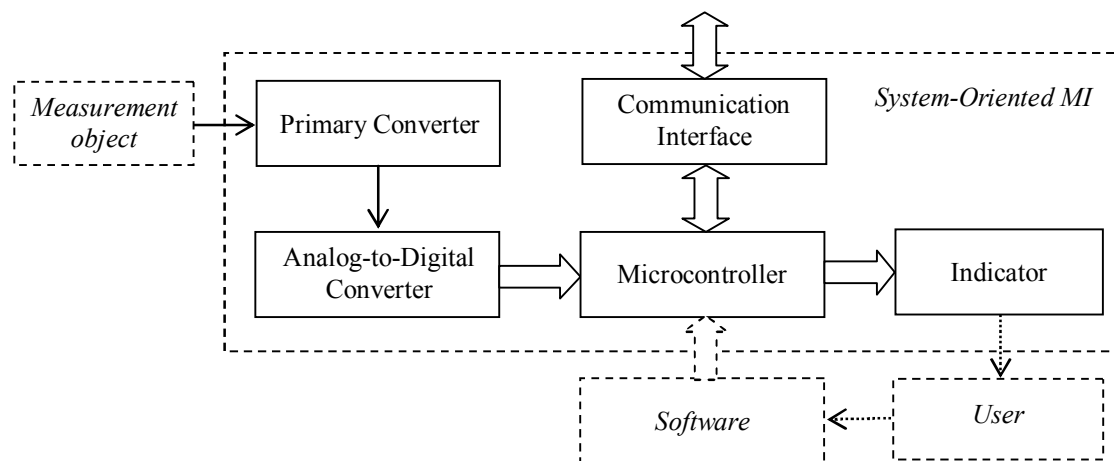 Measurement
object
Primary Converter
Communication
Interface
System-Oriented MI
Analog-to-Digital
Converter
Microcontroller
Indicator
Software
User